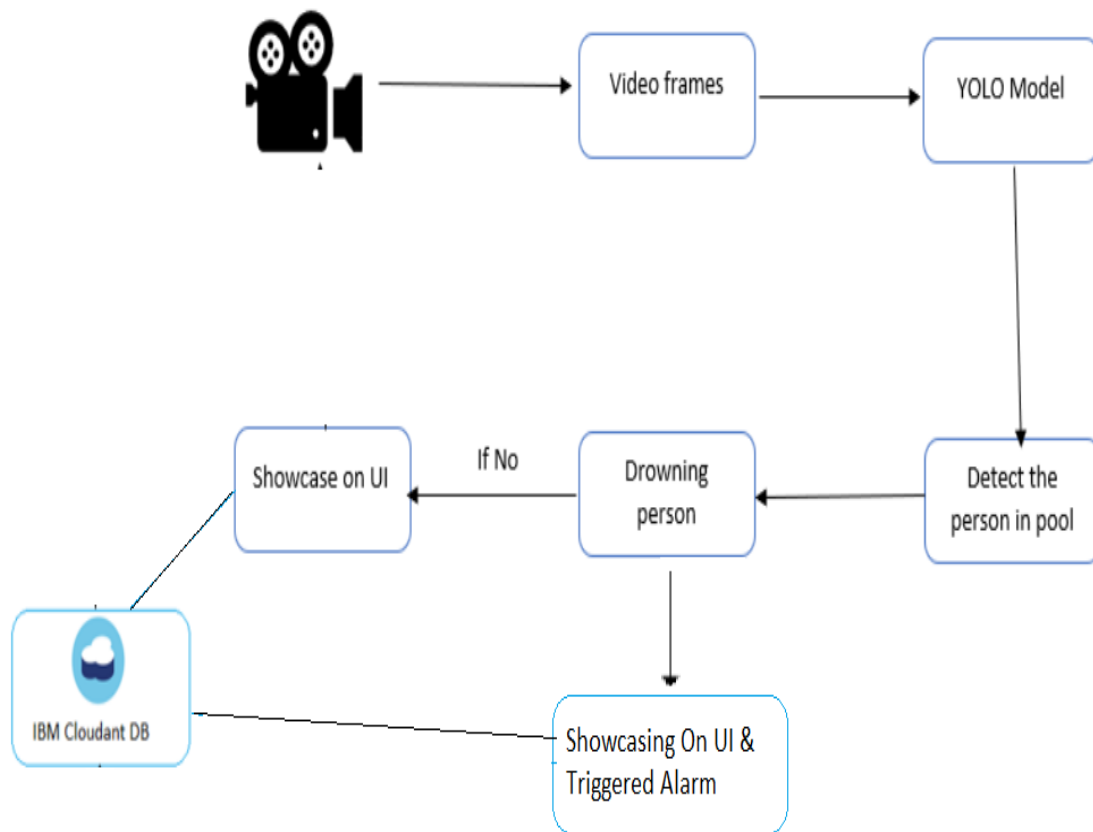 Video frames
YOLO Model
Showcase on UI
If No
Drowning
person
Detect the
person in pool
IBM Cloudant DB
Showcasing On UI &
Triggered Alarm